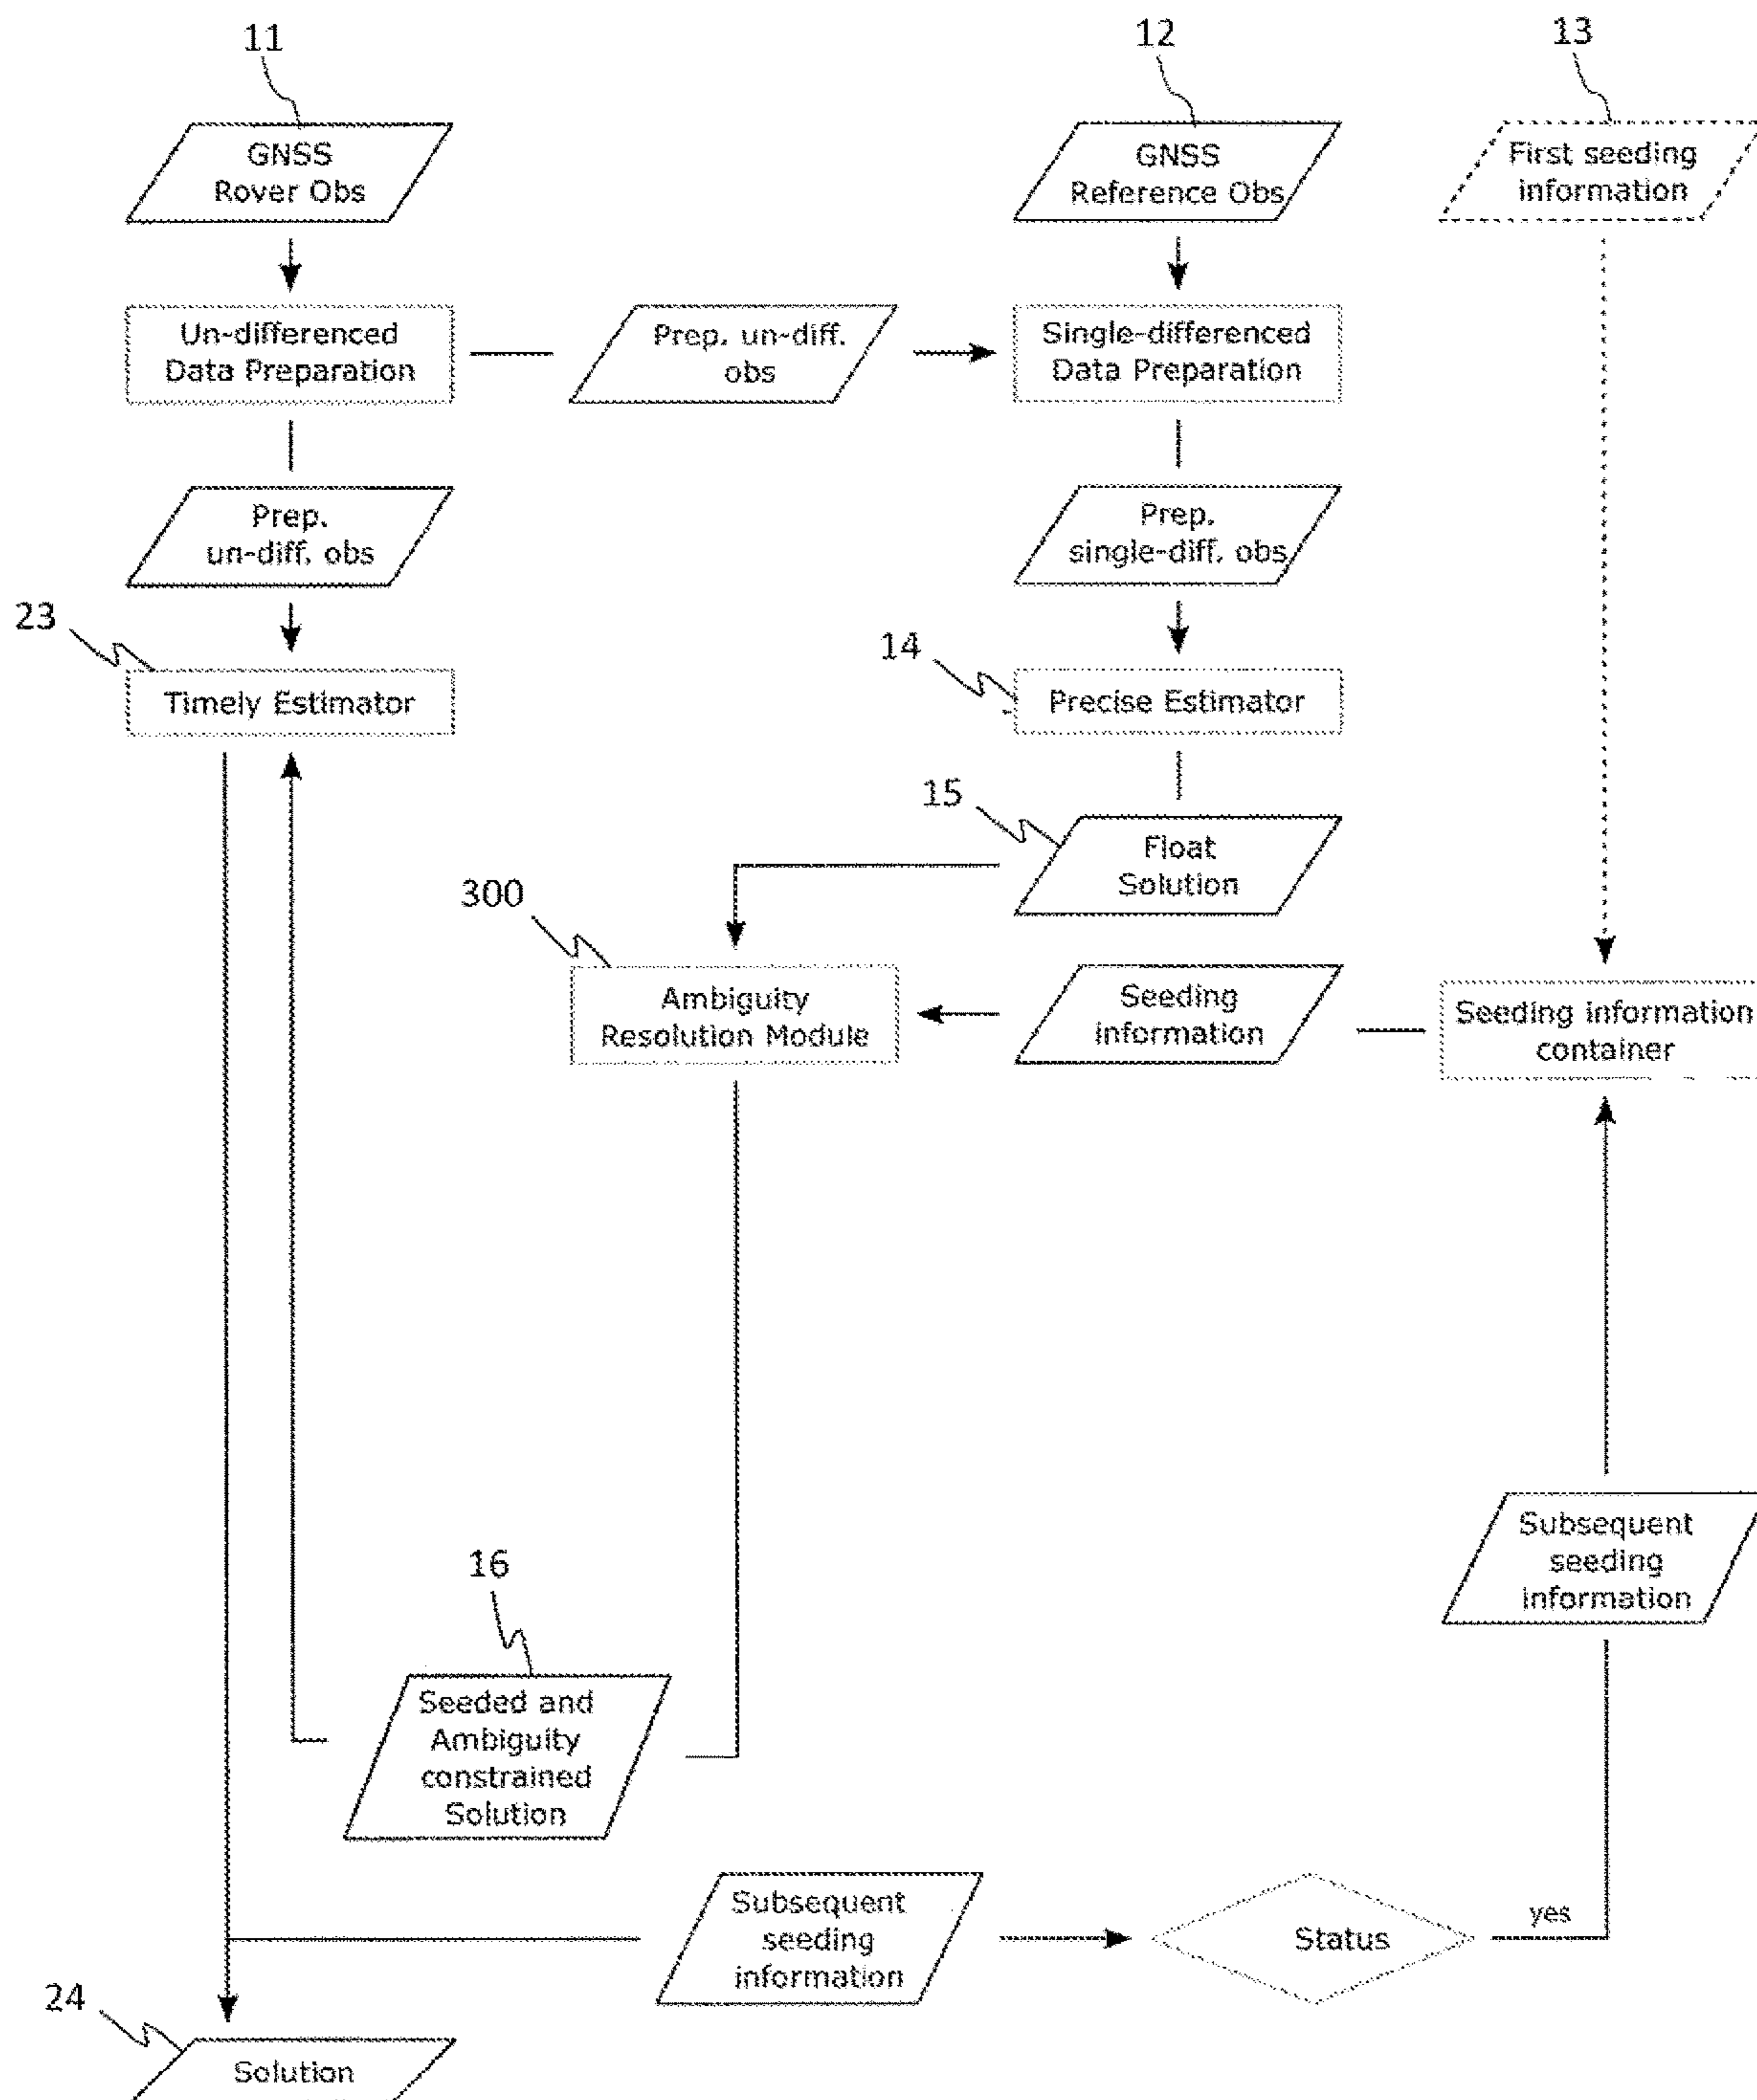 11
12
13
GNSS
Rover Obs
GNSS
Reference Obs
First seeding
information
Un-differenced
Data Preparation
Prep. un-diff.
obs
Single-differenced
Data Preparation
Prep.
un-diff. obs
Prep.
single-diff. obs
23
Timely Estimator
14
Precise Estimator
15
Float
Solution
300
Ambiguity
Resolution Module
Seeding
information
Seeding information
container
Subsequent
seeding
information
16
Seeded and
Ambiguity
constrained
Solution
Subsequent
seeding
information
Status
yes
24
Solution